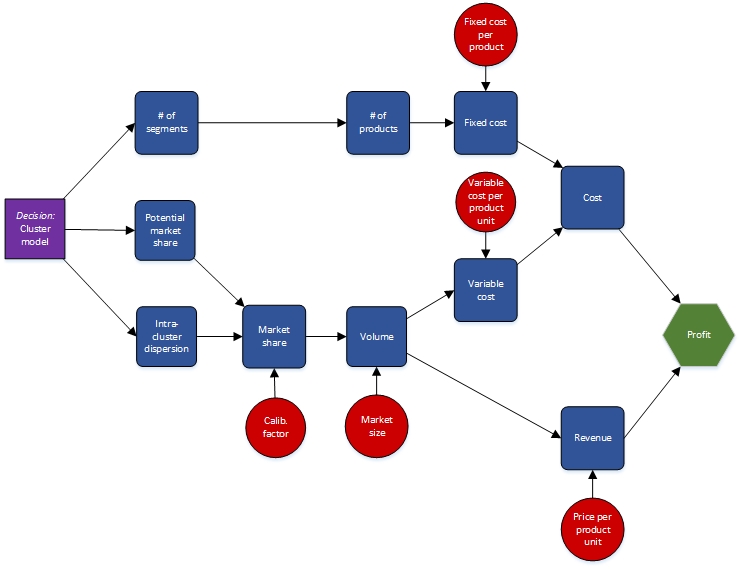 Fixed cost
per
product
# of
segments
# of
products
Fixed cost
Variable
cost per
product
unit
Cost
Decision:
Cluster
model
Potential
market
share
Variable
cost
Intra-
cluster
dispersion
Market
share
Volume
Profit
Calib.
factor
Market
size
Revenue
Price per
product
unit